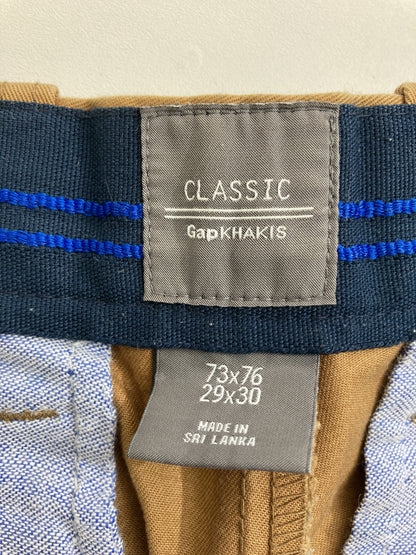 CLASSIC
GapKHAKIS
73x76
29x30
MADE IN
SRI LANKA